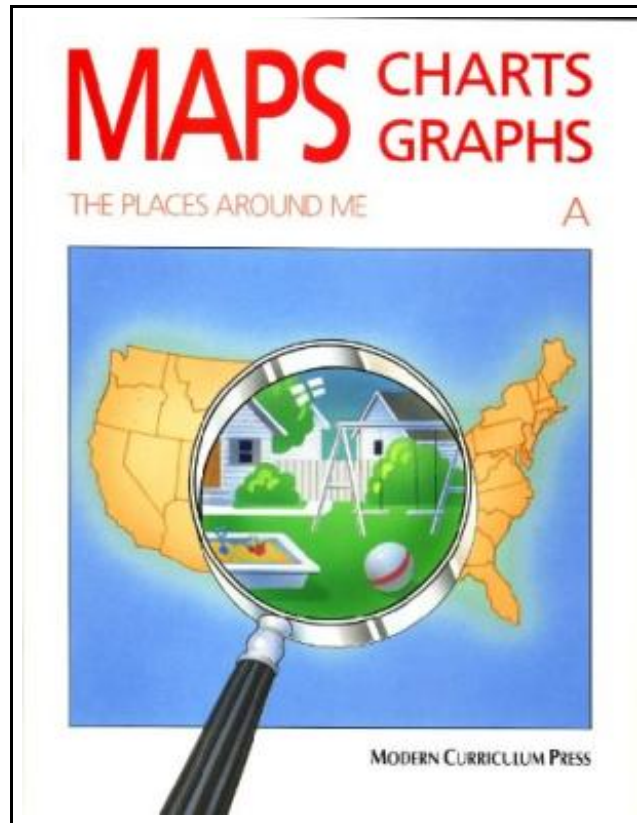 MAPS CHARTS
GRAPHS
THE PLACES AROUND ME A
MODERN CURRICULUM PRESS